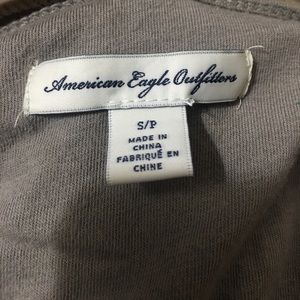 American Eagle Outfitters
S/P
MADE IN
CHINA
FABRIQUÉ EN
CHINE